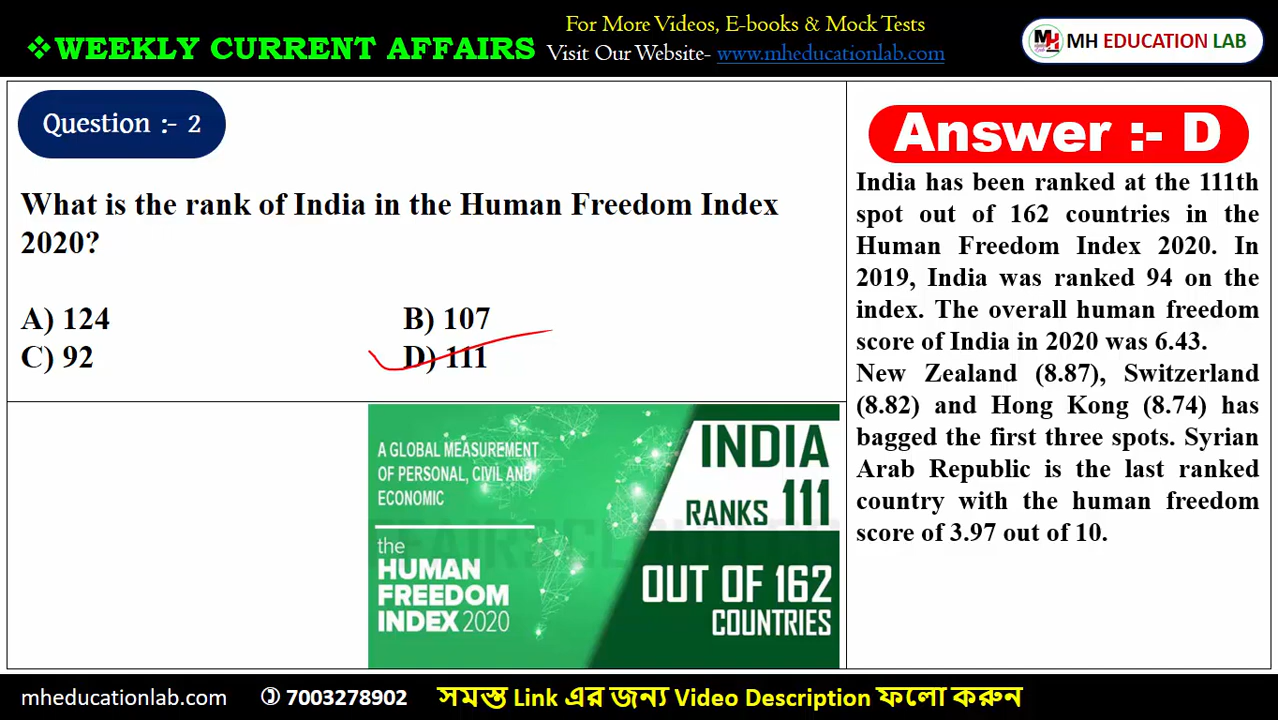 ❖WEEKLY CURRENT AFFAIRS
For More Videos, E-books & Mock Tests
Visit Our Website- www.mheducationlab.com
MH EDUCATION LAB
Question :- 2
What is the rank of India in the Human Freedom Index
2020?
A) 124
B) 107
C) 92
D) 111
Answer :- D
India has been ranked at the 111th
spot out of 162 countries in the
Human Freedom Index 2020. In
2019, India was ranked 94 on the
index. The overall human freedom
score of India in 2020 was 6.43.
New Zealand (8.87), Switzerland
(8.82) and Hong Kong (8.74) has
bagged the first three spots. Syrian
Arab Republic is the last ranked
country with the human freedom
score of 3.97 out of 10.
A GLOBAL MEASUREMENT
OF PERSONAL, CIVIL AND
ECONOMIC
the
HUMAN
FREEDOM
INDEX 2020
INDIA
RANKS 111
OUT OF 162
COUNTRIES
mheducationlab.com
7003278902
সমস্ত Link এর জন্য Video Description ফলো করুন